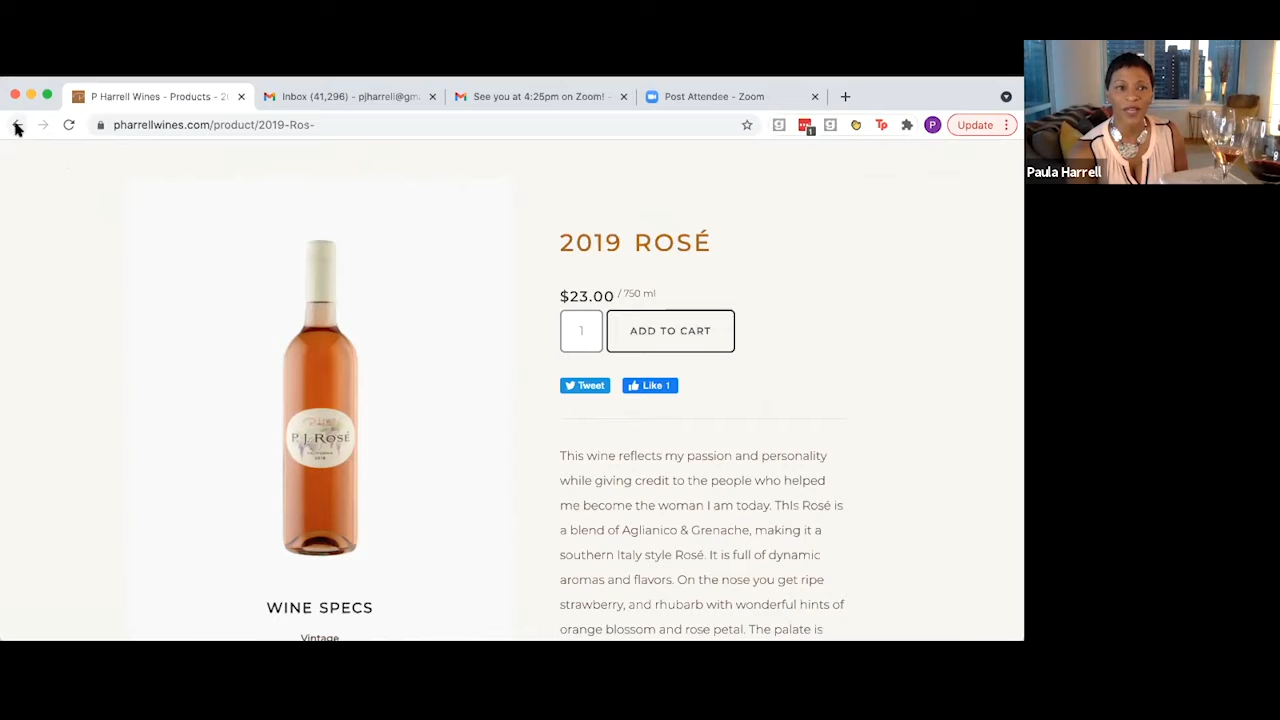 P Harrell Wines - Products - 20
Inbox (41,296) - pjharrell@gm
See you at 4:25pm on Zoom! -
Post Attendee - Zoom
pharrellwines.com/product/2019-Ros-
1
Tp
P
Update
Paula Harrell
2019 ROSÉ
$23.00 / 750 ml
1
ADD TO CART
Tweet
Like 1
This wine reflects my passion and personality
while giving credit to the people who helped
me become the woman I am today. ThIs Rosé is
a blend of Aglianico & Grenache, making it a
southern Italy style Rosé. It is full of dynamic
aromas and flavors. On the nose you get ripe
strawberry, and rhubarb with wonderful hints of
orange blossom and rose petal. The palate is
P. J. ROSÉ
CALIFORNIA
WINE SPECS
Vintage